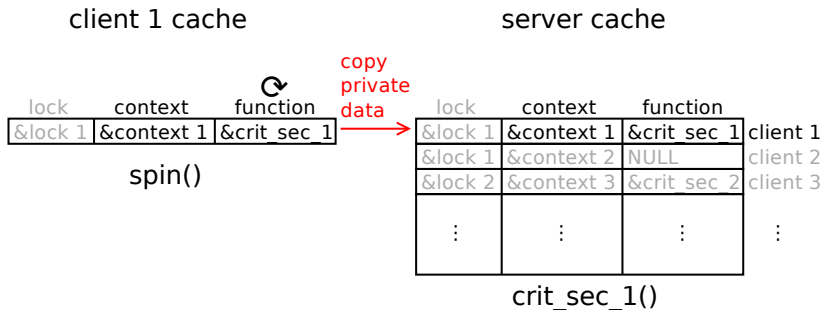 client 1 cache
server cache
copy
private
data
lock context function
&lock 1 &context 1 &crit_sec_1
spin()
lock context function
&lock 1 &context 1 &crit_sec_1 client 1
&lock 1 &context 2 NULL client 2
&lock 2 &context 3 &crit_sec_2 client 3
⋮ ⋮ ⋮ ⋮
crit_sec_1()